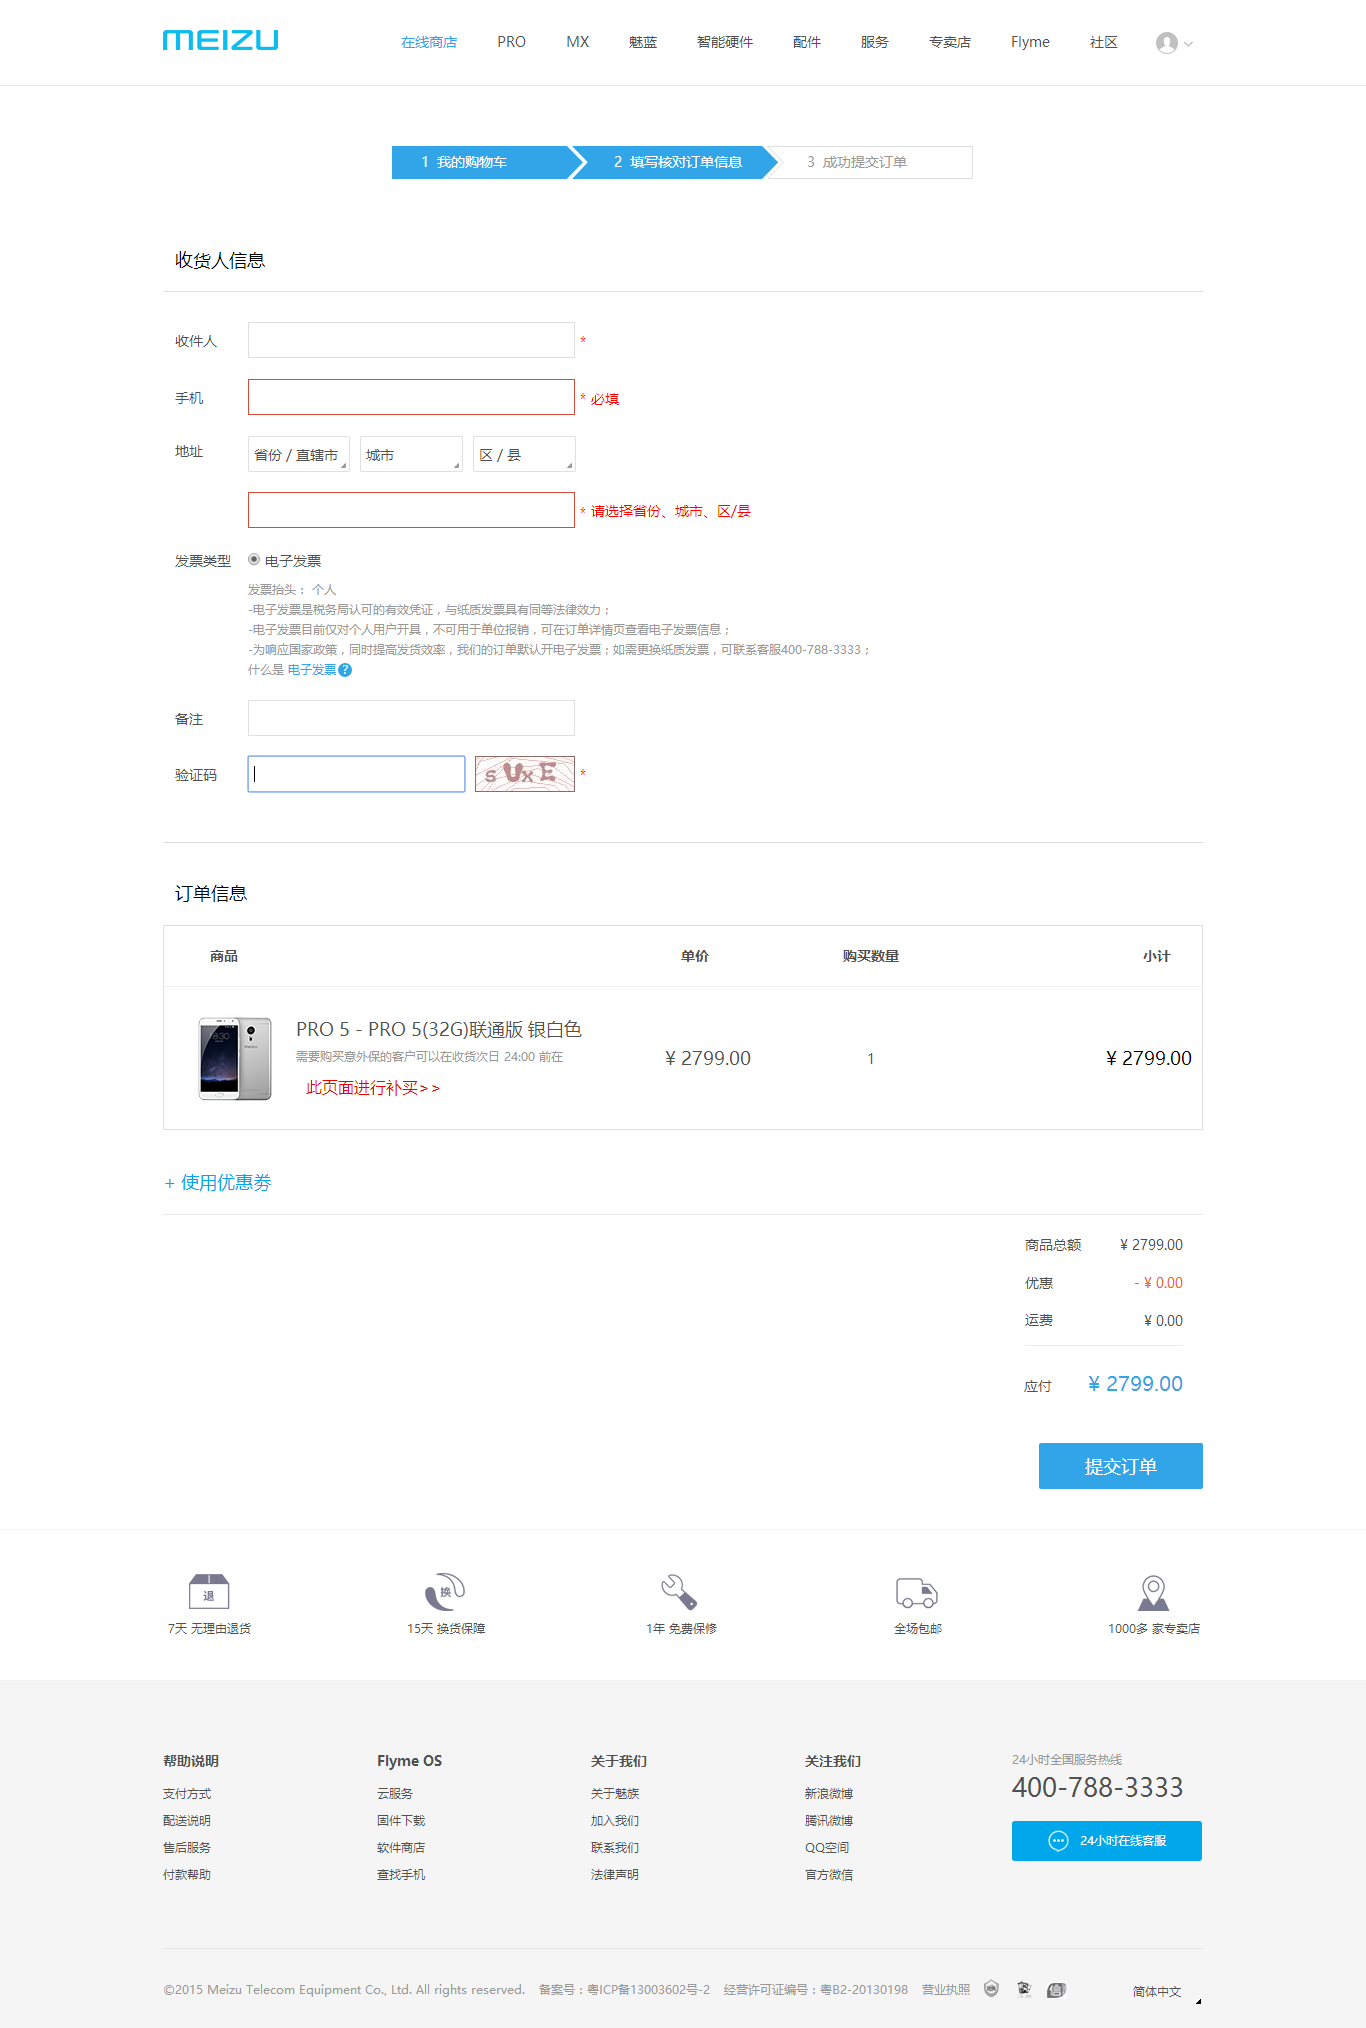 MEIZU
在线商店 PRO MX 魅蓝 智能硬件 配件 服务 专卖店 Flyme 社区
1 我的购物车 2 填写核对订单信息 3 成功提交订单
收货人信息
收件人 *
手机 * 必填
地址 省份 / 直辖市 城市 区 / 县
* 请选择省份、城市、区/县
发票类型 电子发票
发票抬头： 个人
-电子发票是税务局认可的有效凭证，与纸质发票具有同等法律效力；
-电子发票目前仅对个人用户开具，不可用于单位报销，可在订单详情页查看电子发票信息；
-为响应国家政策，同时提高发货效率，我们的订单默认开电子发票；如需更换纸质发票，可联系客服400-788-3333；
什么是 电子发票?
备注
验证码 sUxE *
订单信息
商品 单价 购买数量 小计
PRO 5 - PRO 5(32G)联通版 银白色
需要购买意外保的客户可以在收货次日 24:00 前在
¥ 2799.00 1 ¥ 2799.00
此页面进行补买>>
+ 使用优惠券
商品总额 ¥ 2799.00
优惠 - ¥ 0.00
运费 ¥ 0.00
应付 ¥ 2799.00
提交订单
退 换
7天 无理由退货 15天 换货保障 1年 免费保修 全场包邮 1000多 家专卖店
帮助说明 Flyme OS 关于我们 关注我们 24小时全国服务热线
400-788-3333
支付方式 云服务 关于魅族 新浪微博
配送说明 固件下载 加入我们 腾讯微博
24小时在线客服
售后服务 软件商店 联系我们 QQ空间
付款帮助 查找手机 法律声明 官方微信
©2015 Meizu Telecom Equipment Co., Ltd. All rights reserved. 备案号：粤ICP备13003602号-2 经营许可证编号：粤B2-20130198 营业执照 简体中文